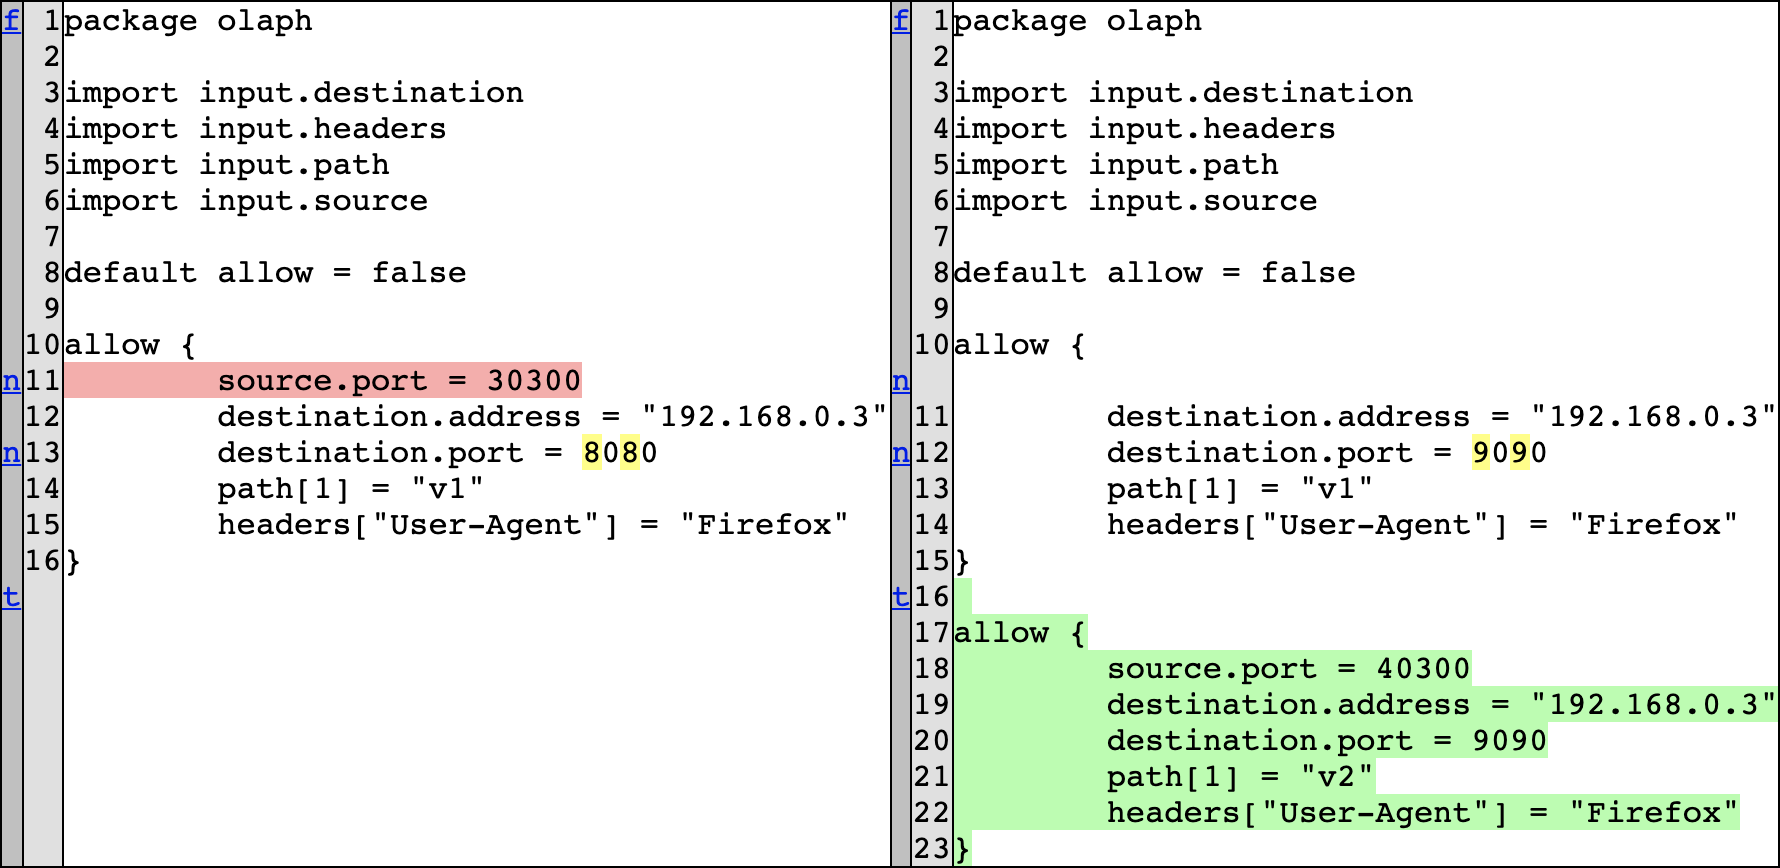 f 1 package olaph
2
3 import input.destination
4 import input.headers
5 import input.path
6 import input.source
7
8 default allow = false
9
10 allow {
n 11         source.port = 30300
12         destination.address = "192.168.0.3"
n 13         destination.port = 8080
14         path[1] = "v1"
15         headers["User-Agent"] = "Firefox"
16 }
t
f 1 package olaph
2
3 import input.destination
4 import input.headers
5 import input.path
6 import input.source
7
8 default allow = false
9
10 allow {
n
11         destination.address = "192.168.0.3"
n 12         destination.port = 9090
13         path[1] = "v1"
14         headers["User-Agent"] = "Firefox"
15 }
t 16
17 allow {
18         source.port = 40300
19         destination.address = "192.168.0.3"
20         destination.port = 9090
21         path[1] = "v2"
22         headers["User-Agent"] = "Firefox"
23 }